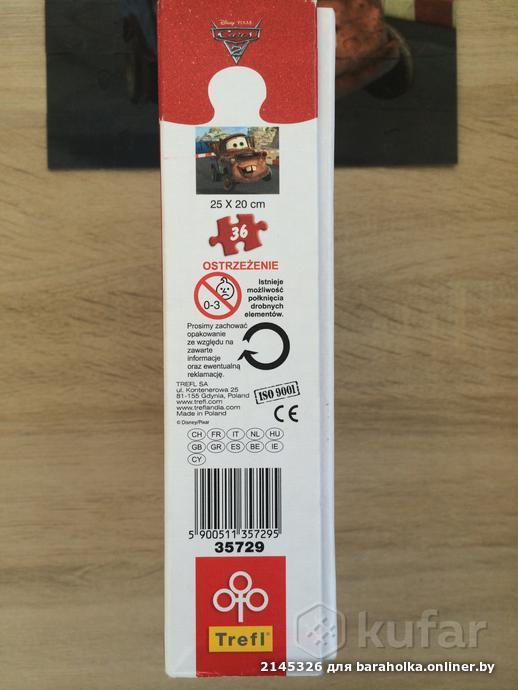 Disney · PIXAR
Cars
2
25 X 20 cm
36
OSTRZEŻENIE
0-3
Istnieje
możliwość
połknięcia
drobnych
elementów.
Prosimy zachować
opakowanie
ze względu na
zawarte
informacje
oraz ewentualną
reklamację.
TREFL SA
ul. Kontenerowa 25
81-155 Gdynia, Poland
www.trefl.com
www.treflandia.com
Made in Poland
© Disney/Pixar
ISO 9001
CE
CH FR IT NL HU
GB GR ES BE IE
CY
5 900511 357295
35729
Trefl
kufar
2145326 для baraholka.onliner.by